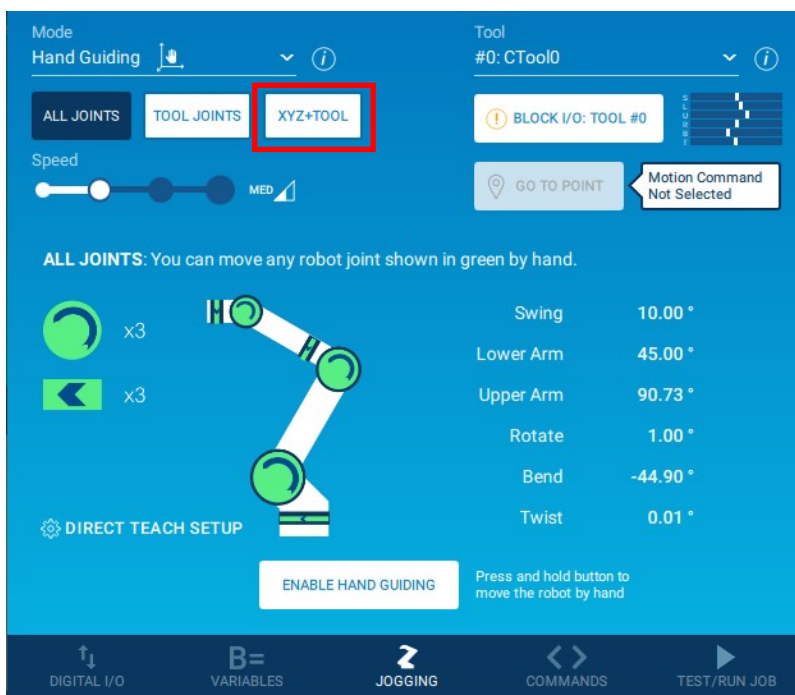 Mode
Hand Guiding
Tool
#0: CTool0
ALL JOINTS
TOOL JOINTS
XYZ+TOOL
BLOCK I/O: TOOL #0
S
L
U
R
B
T
Speed
MED
GO TO POINT
Motion Command
Not Selected
ALL JOINTS: You can move any robot joint shown in green by hand.
x3
x3
Swing 10.00 °
Lower Arm 45.00 °
Upper Arm 90.73 °
Rotate 1.00 °
Bend -44.90 °
Twist 0.01 °
DIRECT TEACH SETUP
ENABLE HAND GUIDING
Press and hold button to
move the robot by hand
DIGITAL I/O
B=
VARIABLES
JOGGING
COMMANDS
TEST/RUN JOB